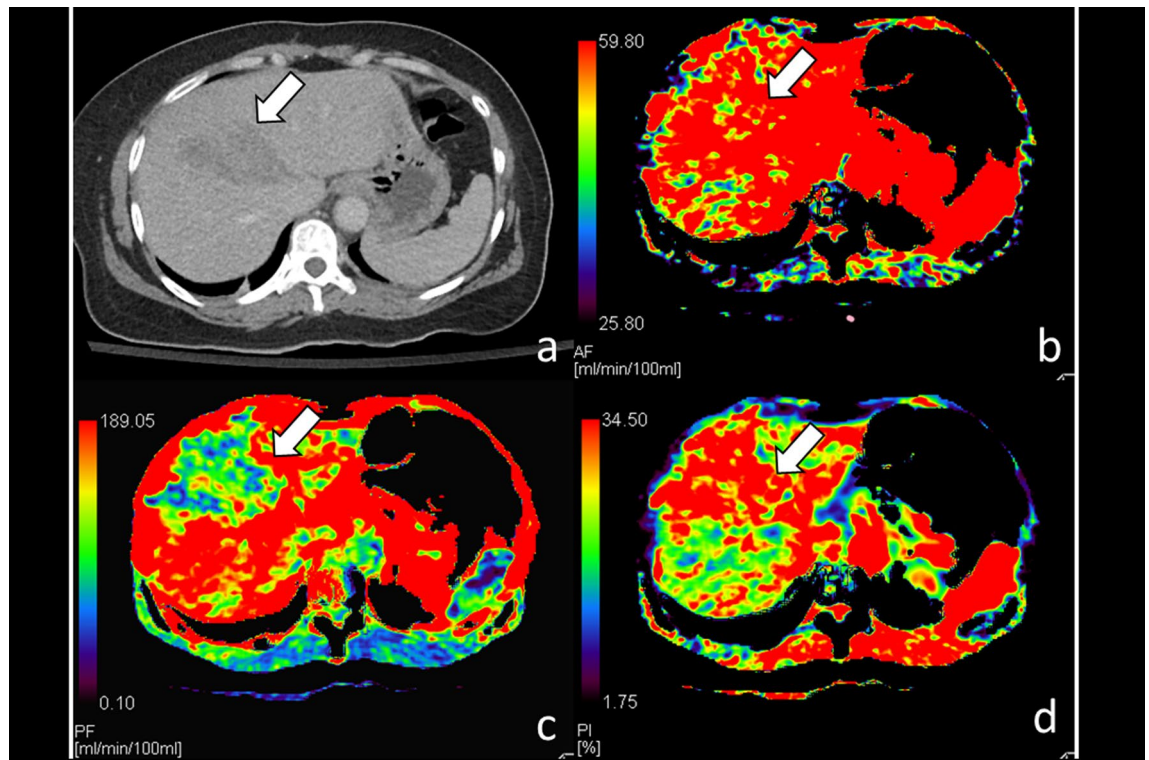 a
59.80
25.80
AF
[ml/min/100ml]
b
189.05
0.10
PF
[ml/min/100ml]
c
34.50
1.75
PI
[%]
d